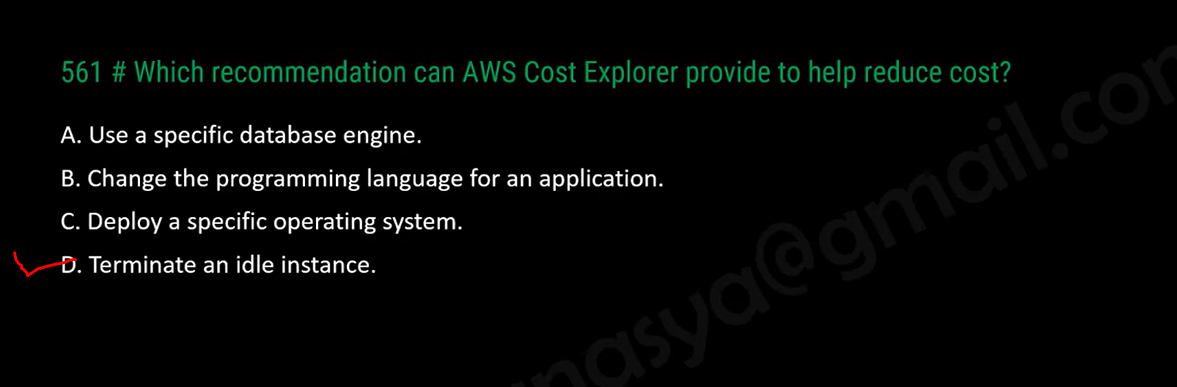 561 # Which recommendation can AWS Cost Explorer provide to help reduce cost?
A. Use a specific database engine.
B. Change the programming language for an application.
C. Deploy a specific operating system.
D. Terminate an idle instance.